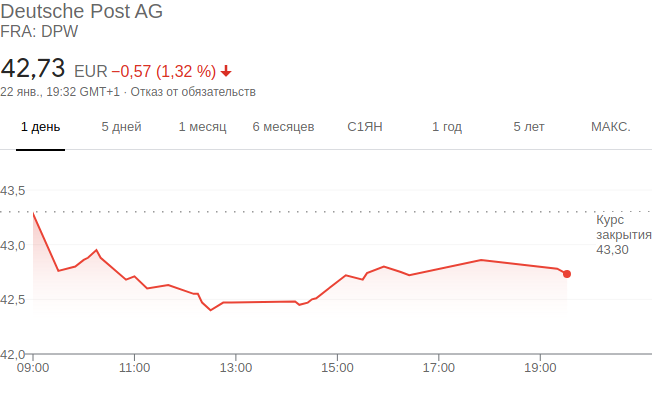 Deutsche Post AG
FRA: DPW
42,73 EUR −0,57 (1,32 %)
22 янв., 19:32 GMT+1 · Отказ от обязательств
1 день 5 дней 1 месяц 6 месяцев С1ЯН 1 год 5 лет МАКС.
43,5
Курс
закрытия
43,30
43,0
42,5
42,0
09:00 11:00 13:00 15:00 17:00 19:00